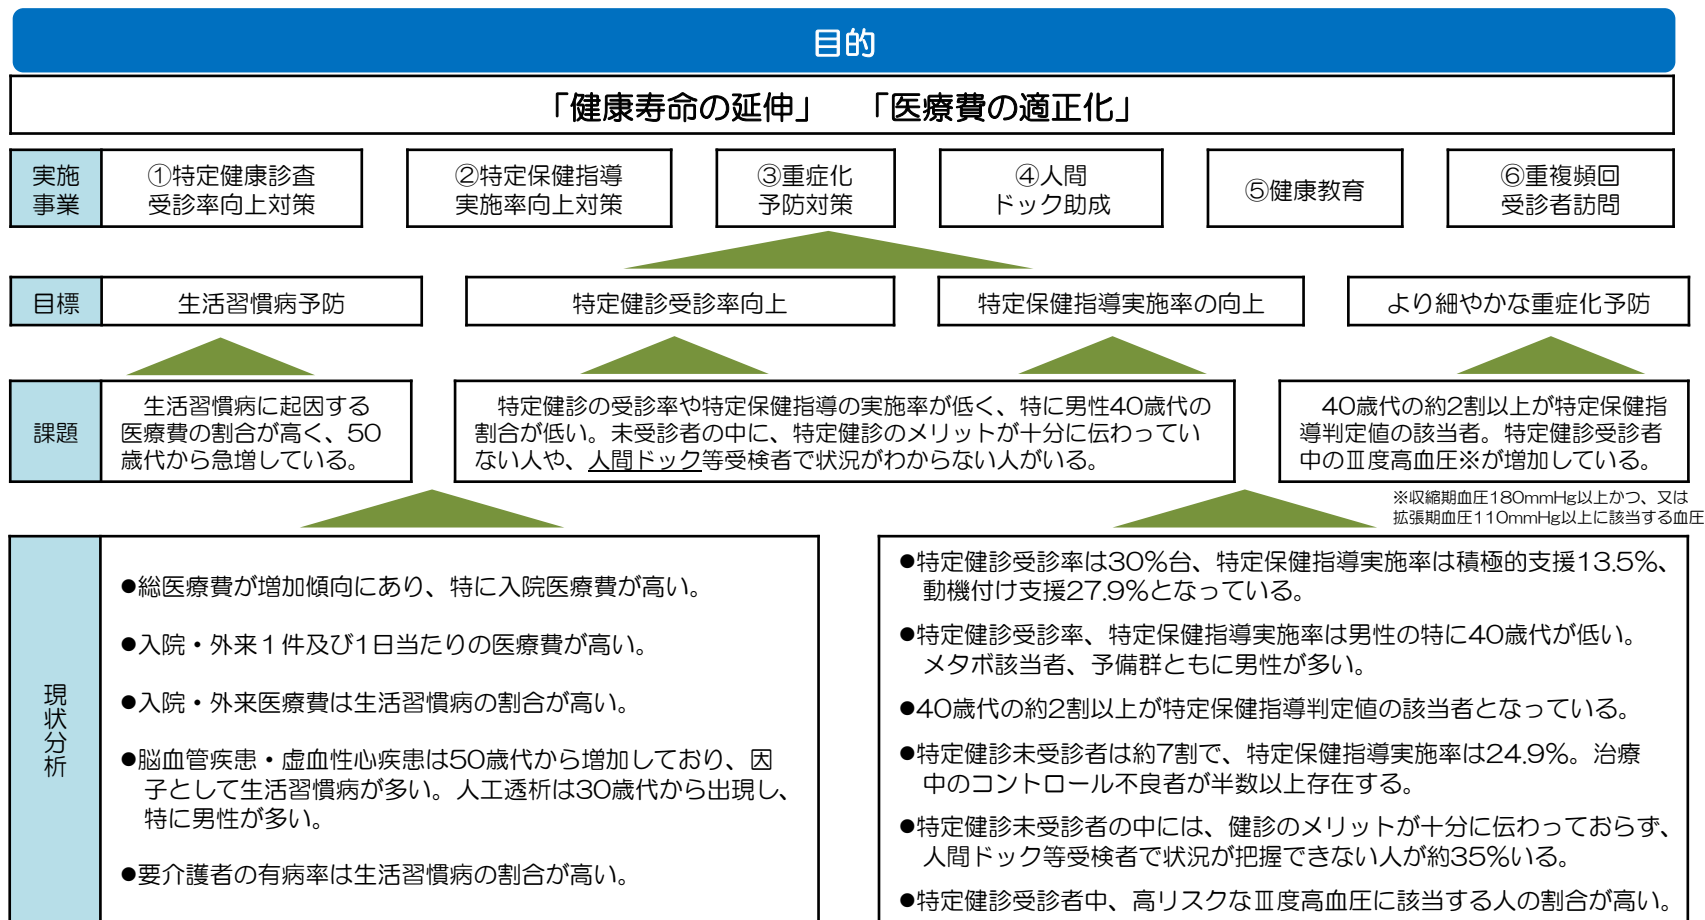 目的
「健康寿命の延伸」　「医療費の適正化」
実施
事業
①特定健康診査
受診率向上対策
②特定保健指導
実施率向上対策
③重症化
予防対策
④人間
ドック助成
⑤健康教育
⑥重複頻回
受診者訪問
目標
生活習慣病予防
特定健診受診率向上
特定保健指導実施率の向上
より細やかな重症化予防
課題
生活習慣病に起因する
医療費の割合が高く、50
歳代から急増している。
特定健診の受診率や特定保健指導の実施率が低く、特に男性40歳代の
割合が低い。未受診者の中に、特定健診のメリットが十分に伝わってい
ない人や、人間ドック等受検者で状況がわからない人がいる。
40歳代の約2割以上が特定保健指
導判定値の該当者。特定健診受診者
中のⅢ度高血圧※が増加している。
※収縮期血圧180mmHg以上かつ、又は
拡張期血圧110mmHg以上に該当する血圧
現状分析
●総医療費が増加傾向にあり、特に入院医療費が高い。
●入院・外来１件及び1日当たりの医療費が高い。
●入院・外来医療費は生活習慣病の割合が高い。
●脳血管疾患・虚血性心疾患は50歳代から増加しており、因
子として生活習慣病が多い。人工透析は30歳代から出現し、
特に男性が多い。
●要介護者の有病率は生活習慣病の割合が高い。
●特定健診受診率は30％台、特定保健指導実施率は積極的支援13.5％、
動機付け支援27.9％となっている。
●特定健診受診率、特定保健指導実施率は男性の特に40歳代が低い。
メタボ該当者、予備群ともに男性が多い。
●40歳代の約2割以上が特定保健指導判定値の該当者となっている。
●特定健診未受診者は約7割で、特定保健指導実施率は24.9％。治療
中のコントロール不良者が半数以上存在する。
●特定健診未受診者の中には、健診のメリットが十分に伝わっておらず、
人間ドック等受検者で状況が把握できない人が約35％いる。
●特定健診受診者中、高リスクなⅢ度高血圧に該当する人の割合が高い。